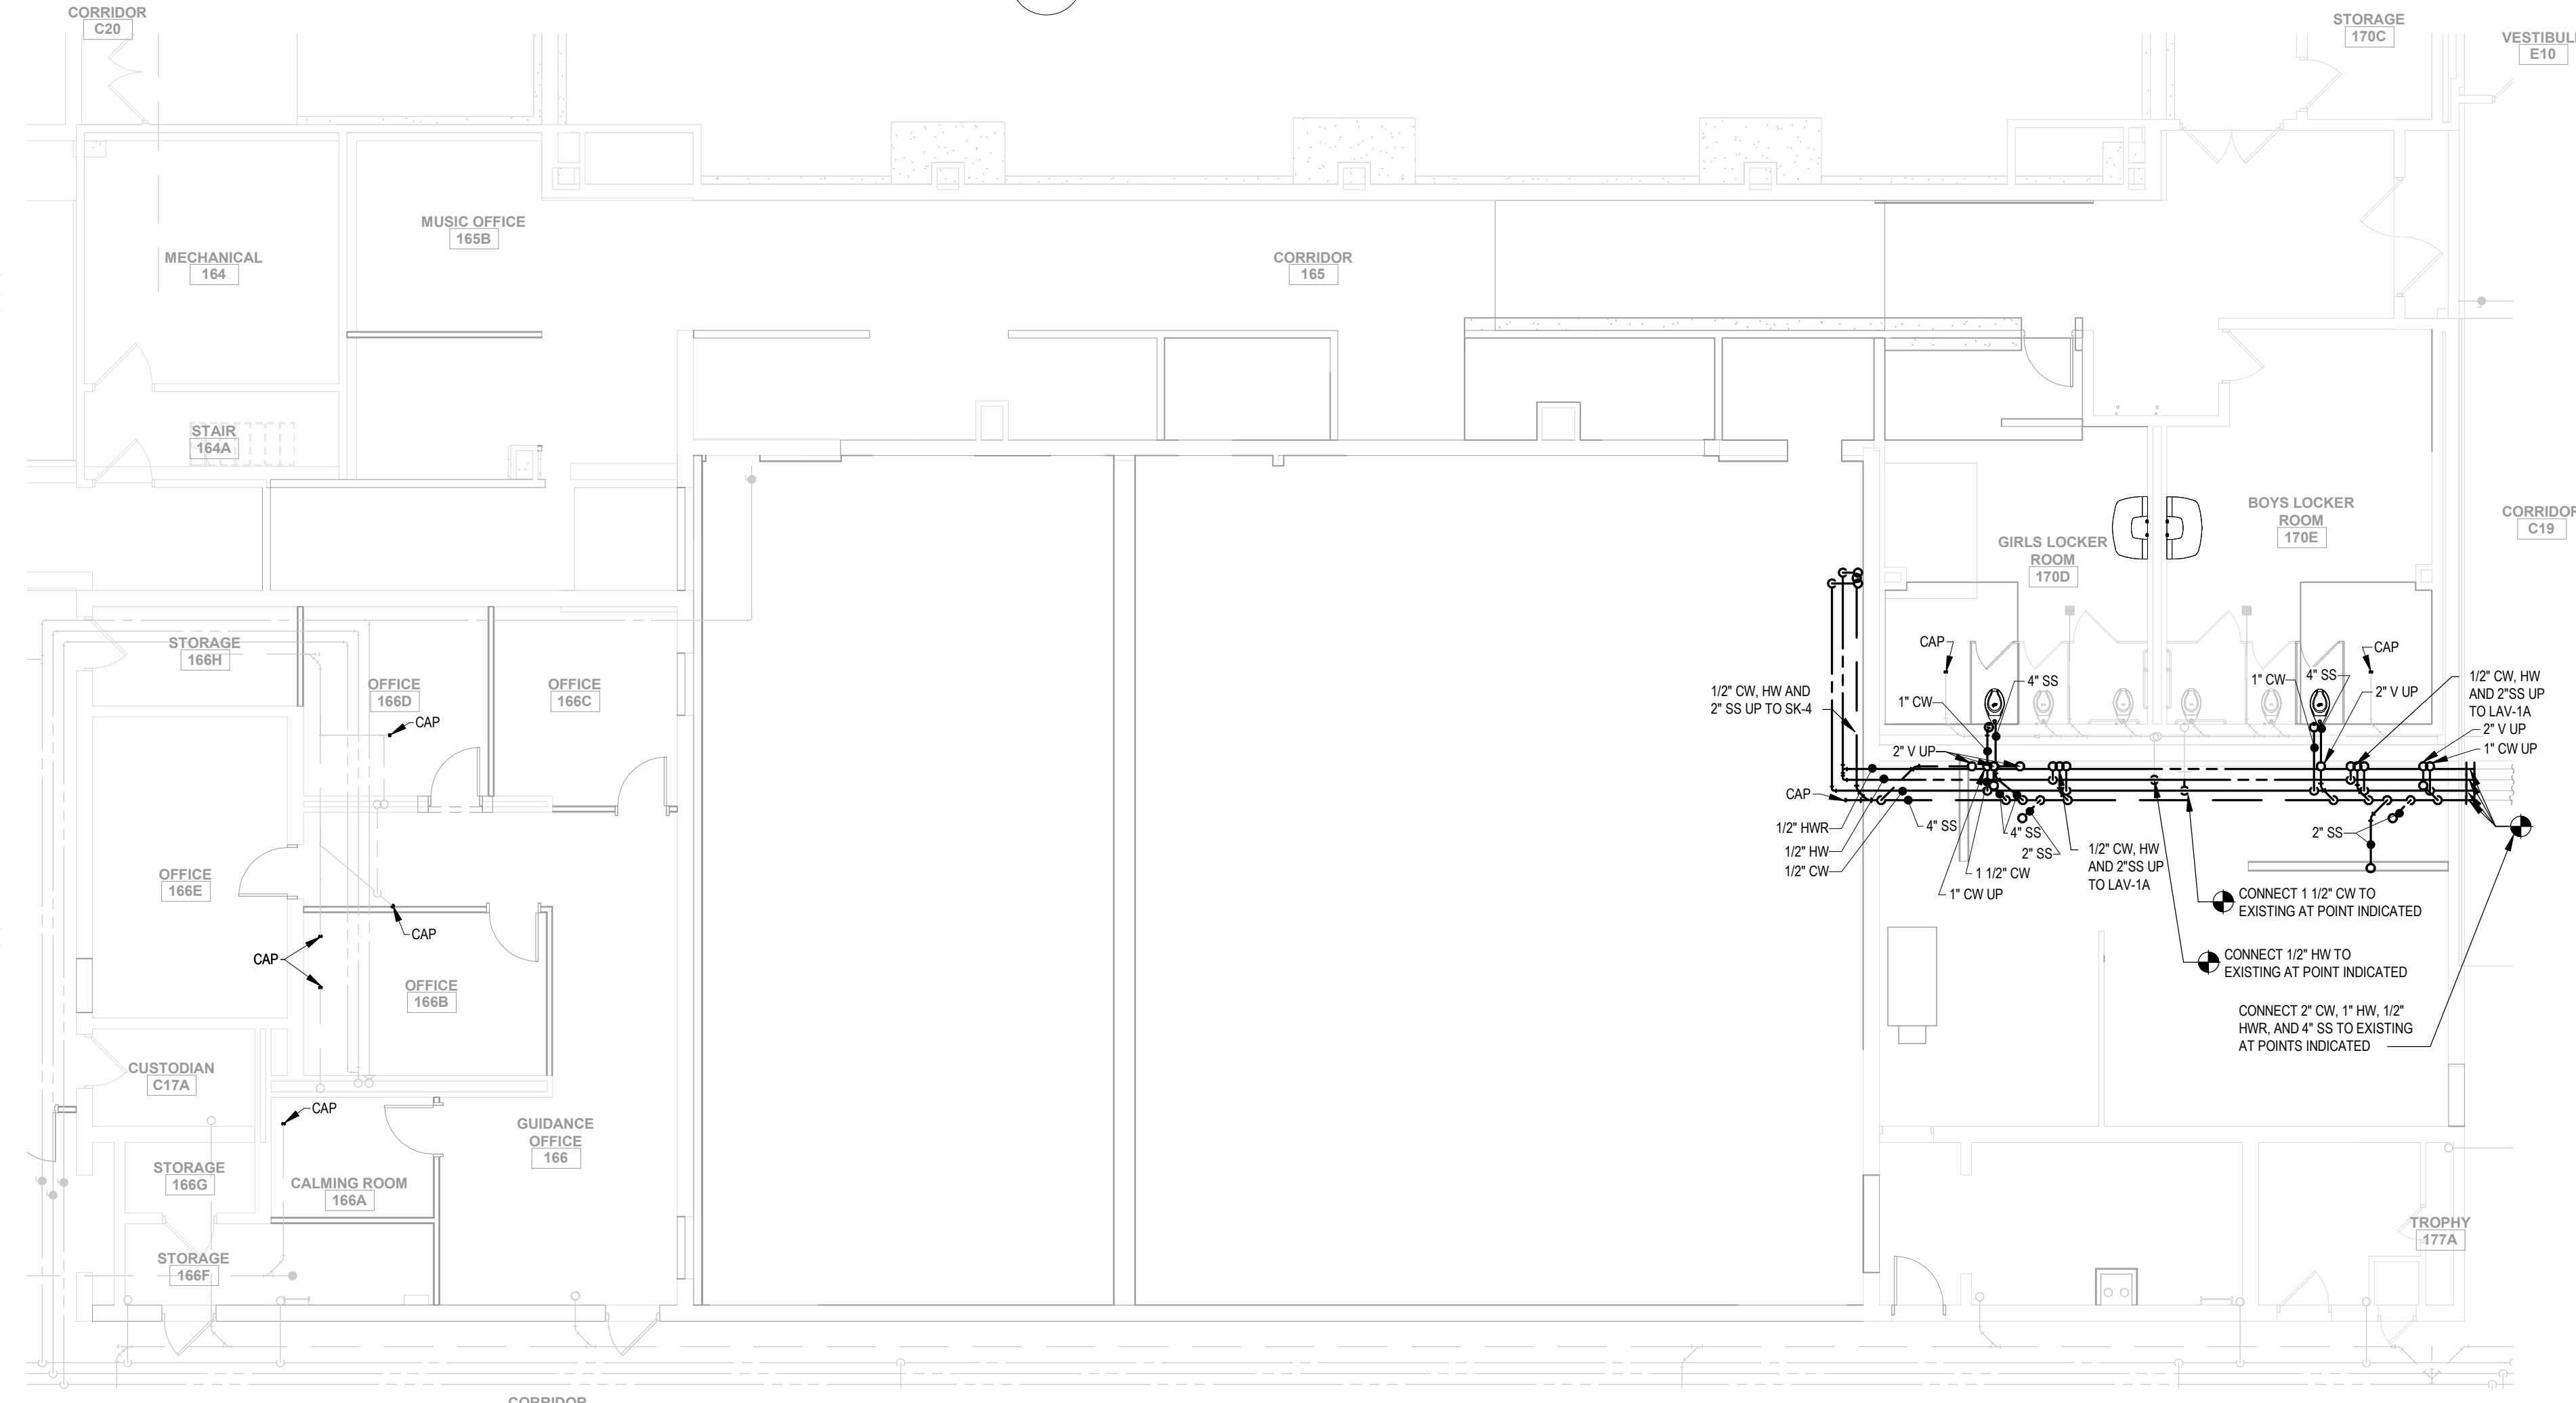 CORRIDOR
C20
STORAGE
170C
VESTIBUL
E10
MUSIC OFFICE
165B
MECHANICAL
164
CORRIDOR
165
STAIR
164A
BOYS LOCKER
ROOM
170E
CORRIDOR
C19
GIRLS LOCKER
ROOM
170D
STORAGE
166H
OFFICE
166D
OFFICE
166C
CAP
CAP
CAP
1/2" CW, HW AND
2" SS UP TO SK-4
1" CW
4" SS
1" CW
4" SS
2" V UP
1/2" CW, HW
AND 2"SS UP
TO LAV-1A
2" V UP
1" CW UP
2" V UP
CAP
1/2" HWR
1/2" HW
1/2" CW
4" SS
4" SS
2" SS
1 1/2" CW
1" CW UP
1/2" CW, HW
AND 2"SS UP
TO LAV-1A
2" SS
CONNECT 1 1/2" CW TO
EXISTING AT POINT INDICATED
CONNECT 1/2" HW TO
EXISTING AT POINT INDICATED
CONNECT 2" CW, 1" HW, 1/2"
HWR, AND 4" SS TO EXISTING
AT POINTS INDICATED
OFFICE
166E
CAP
CAP
OFFICE
166B
CUSTODIAN
C17A
CAP
GUIDANCE
OFFICE
166
STORAGE
166G
CALMING ROOM
166A
STORAGE
166F
TROPHY
177A
CORRIDOR